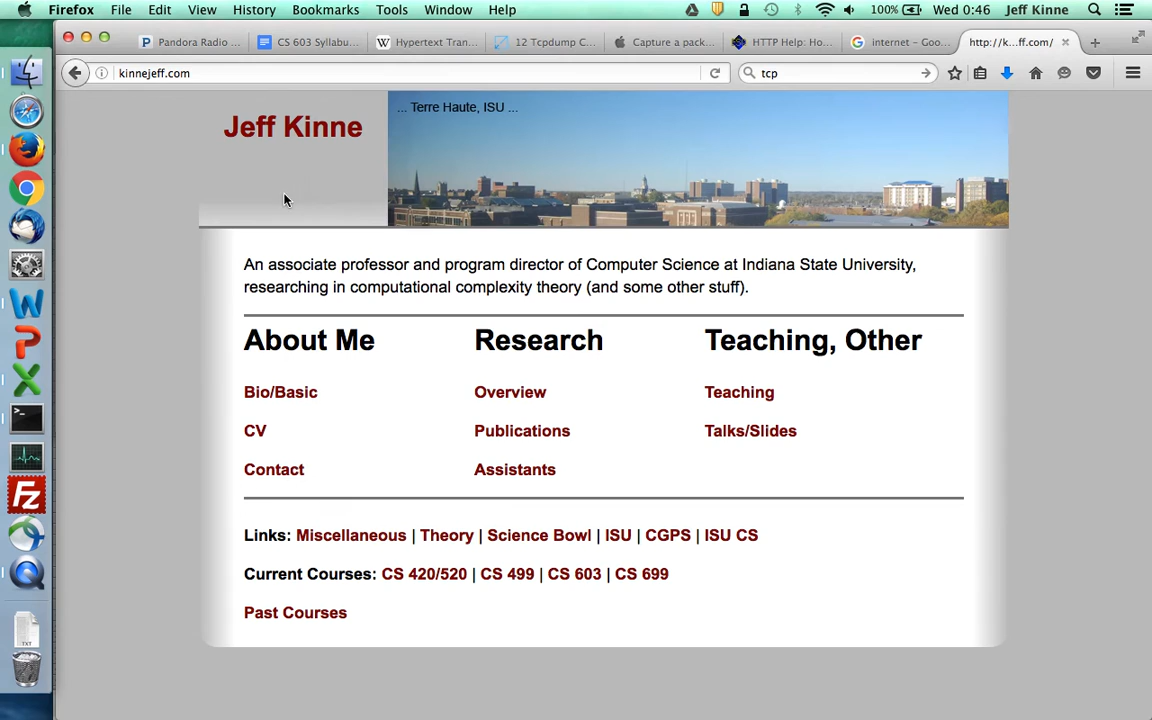 Firefox File Edit View History Bookmarks Tools Window Help 100% Wed 0:46 Jeff Kinne
Pandora Radio ... CS 603 Syllabu... Hypertext Tran... 12 Tcpdump C... Capture a pack... HTTP Help: Ho... internet – Goo... http://k...ff.com/
kinnejeff.com tcp
... Terre Haute, ISU ...
Jeff Kinne
An associate professor and program director of Computer Science at Indiana State University,
researching in computational complexity theory (and some other stuff).
About Me Research Teaching, Other
Bio/Basic Overview Teaching
CV Publications Talks/Slides
Contact Assistants
Links: Miscellaneous | Theory | Science Bowl | ISU | CGPS | ISU CS
Current Courses: CS 420/520 | CS 499 | CS 603 | CS 699
Past Courses
TXT